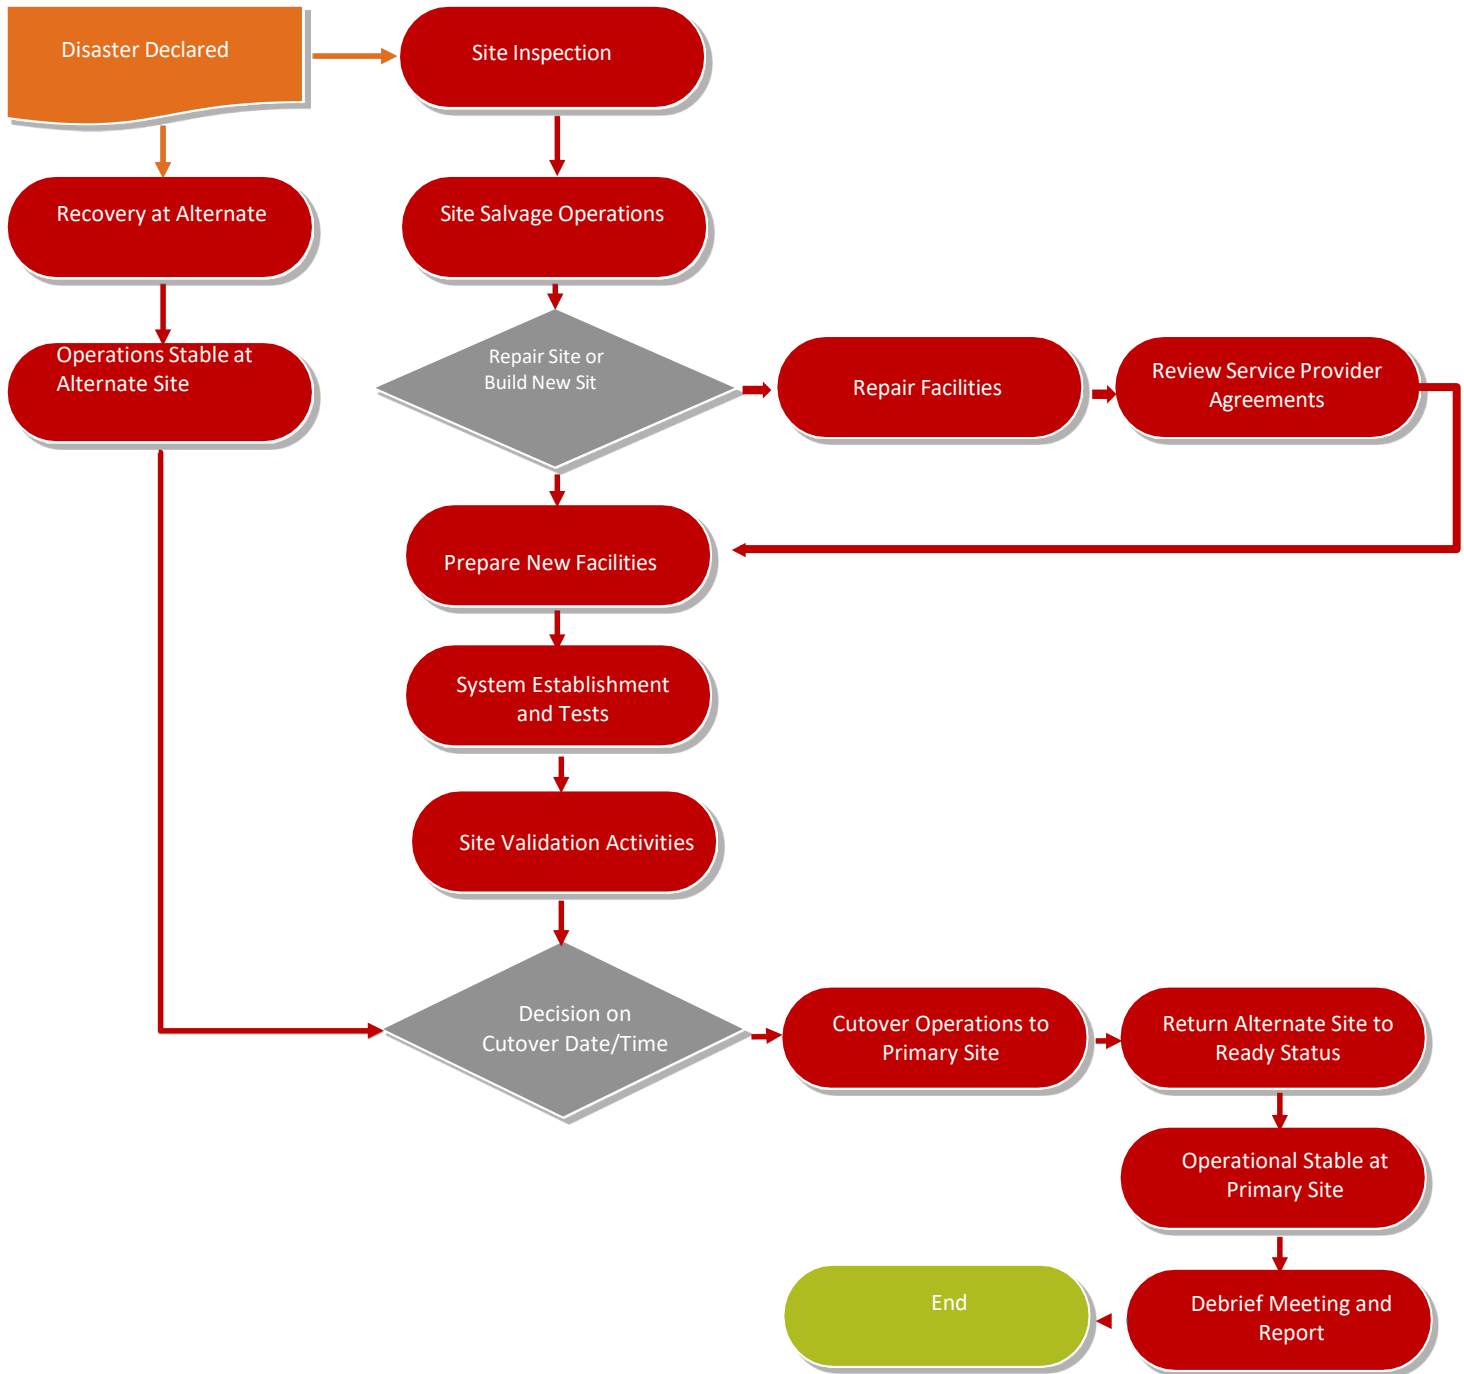 Disaster Declared
Site Inspection
Recovery at Alternate
Site Salvage Operations
Operations Stable at
Alternate Site
Repair Site or
Build New Sit
Repair Facilities
Review Service Provider
Agreements
Prepare New Facilities
System Establishment
and Tests
Site Validation Activities
Decision on
Cutover Date/Time
Cutover Operations to
Primary Site
Return Alternate Site to
Ready Status
Operational Stable at
Primary Site
End
Debrief Meeting and
Report